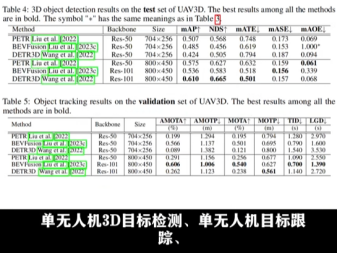 Table 4: 3D object detection results on the test set of UAV3D. The best results among all the methods are in bold. The symbol "*" has the same meanings as in Table 3.
Method Backbone Size mAP↑ NDS↑ mATE↓ mASE↓ mAOE↓
PETR Liu et al. [2022] Res-50 704×256 0.507 0.568 0.748 0.173 0.069
BEVFusion Liu et al. [2023c] Res-50 704×256 0.485 0.456 0.619 0.153 1.000*
DETR3D Wang et al. [2022] Res-50 704×256 0.424 0.505 0.794 0.187 0.094
PETR Liu et al. [2022] Res-50 800×450 0.575 0.627 0.632 0.159 0.061
BEVFusion Liu et al. [2023c] Res-101 800×450 0.536 0.583 0.518 0.156 0.339
DETR3D Wang et al. [2022] Res-101 800×450 0.610 0.665 0.501 0.157 0.068
Table 5: Object tracking results on the validation set of UAV3D. The best results among all the methods are in bold.
Method Backbone Size AMOTA↑ AMOTP↓ MOTA↑ MOTP↓ TID↓ LGD↓
(%) (m) (%) (m) (s) (s)
PETR Liu et al. [2022] Res-50 704×256 0.199 1.294 0.195 0.794 1.280 2.970
BEVFusion Liu et al. [2023c] Res-50 704×256 0.566 1.137 0.501 0.695 0.790 1.600
DETR3D Wang et al. [2022] Res-50 704×256 0.089 1.382 0.121 0.800 1.540 3.530
PETR Liu et al. [2022] Res-50 800×450 0.291 1.156 0.256 0.677 1.090 2.550
BEVFusion Liu et al. [2023c] Res-101 800×450 0.606 1.006 0.540 0.627 0.700 1.390
DETR3D Wang et al. [2022] Res-101 800×450 0.262 1.123 0.238 0.561 1.140 2.720
单无人机3D目标检测、单无人机目标跟
踪、